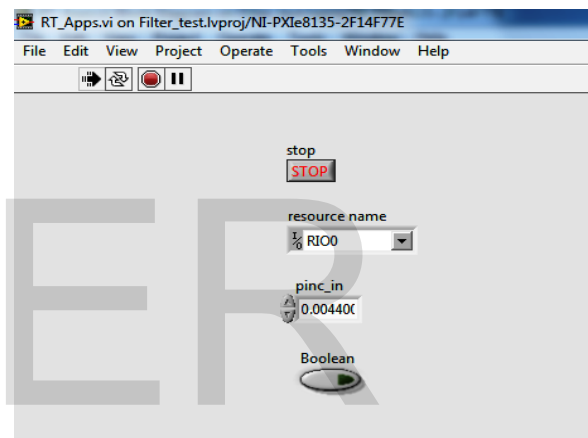 RT_Apps.vi on Filter_test.lvproj/NI-PXIe8135-2F14F77E
File Edit View Project Operate Tools Window Help
stop
STOP
resource name
RIO0
pinc_in
0.00440
Boolean
ER